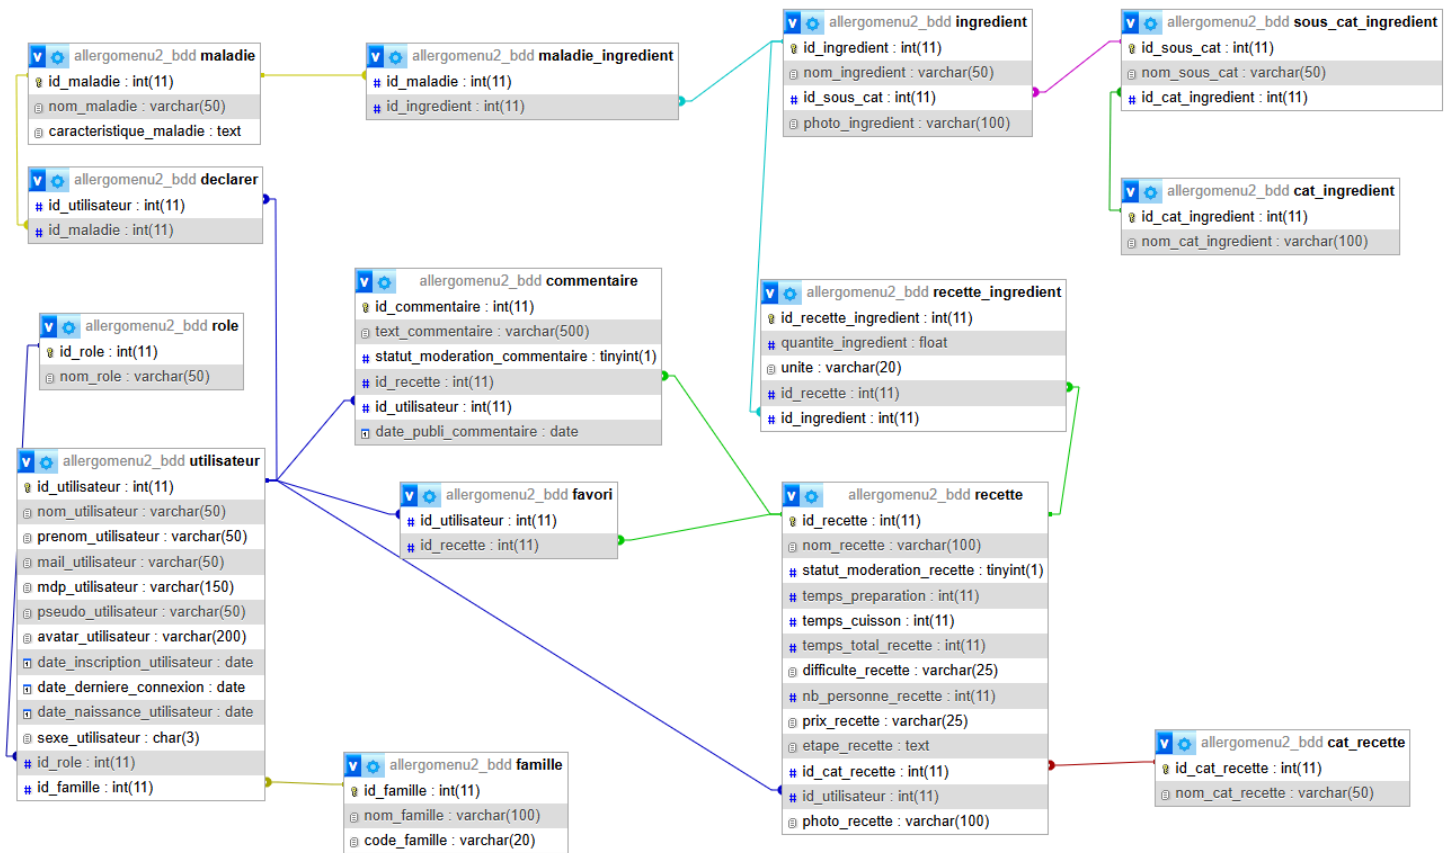 allergomenu2_bdd maladie
id_maladie : int(11)
nom_maladie : varchar(50)
caracteristique_maladie : text
allergomenu2_bdd maladie_ingredient
id_maladie : int(11)
id_ingredient : int(11)
allergomenu2_bdd ingredient
id_ingredient : int(11)
nom_ingredient : varchar(50)
id_sous_cat : int(11)
photo_ingredient : varchar(100)
allergomenu2_bdd sous_cat_ingredient
id_sous_cat : int(11)
nom_sous_cat : varchar(50)
id_cat_ingredient : int(11)
allergomenu2_bdd declarer
id_utilisateur : int(11)
id_maladie : int(11)
allergomenu2_bdd cat_ingredient
id_cat_ingredient : int(11)
nom_cat_ingredient : varchar(100)
allergomenu2_bdd commentaire
id_commentaire : int(11)
text_commentaire : varchar(500)
statut_moderation_commentaire : tinyint(1)
id_recette : int(11)
id_utilisateur : int(11)
date_publi_commentaire : date
allergomenu2_bdd recette_ingredient
id_recette_ingredient : int(11)
quantite_ingredient : float
unite : varchar(20)
id_recette : int(11)
id_ingredient : int(11)
allergomenu2_bdd role
id_role : int(11)
nom_role : varchar(50)
allergomenu2_bdd utilisateur
id_utilisateur : int(11)
nom_utilisateur : varchar(50)
prenom_utilisateur : varchar(50)
mail_utilisateur : varchar(50)
mdp_utilisateur : varchar(150)
pseudo_utilisateur : varchar(50)
avatar_utilisateur : varchar(200)
date_inscription_utilisateur : date
date_derniere_connexion : date
date_naissance_utilisateur : date
sexe_utilisateur : char(3)
id_role : int(11)
id_famille : int(11)
allergomenu2_bdd favori
id_utilisateur : int(11)
id_recette : int(11)
allergomenu2_bdd recette
id_recette : int(11)
nom_recette : varchar(100)
statut_moderation_recette : tinyint(1)
temps_preparation : int(11)
temps_cuisson : int(11)
temps_total_recette : int(11)
difficulte_recette : varchar(25)
nb_personne_recette : int(11)
prix_recette : varchar(25)
etape_recette : text
id_cat_recette : int(11)
id_utilisateur : int(11)
photo_recette : varchar(100)
allergomenu2_bdd famille
id_famille : int(11)
nom_famille : varchar(100)
code_famille : varchar(20)
allergomenu2_bdd cat_recette
id_cat_recette : int(11)
nom_cat_recette : varchar(50)